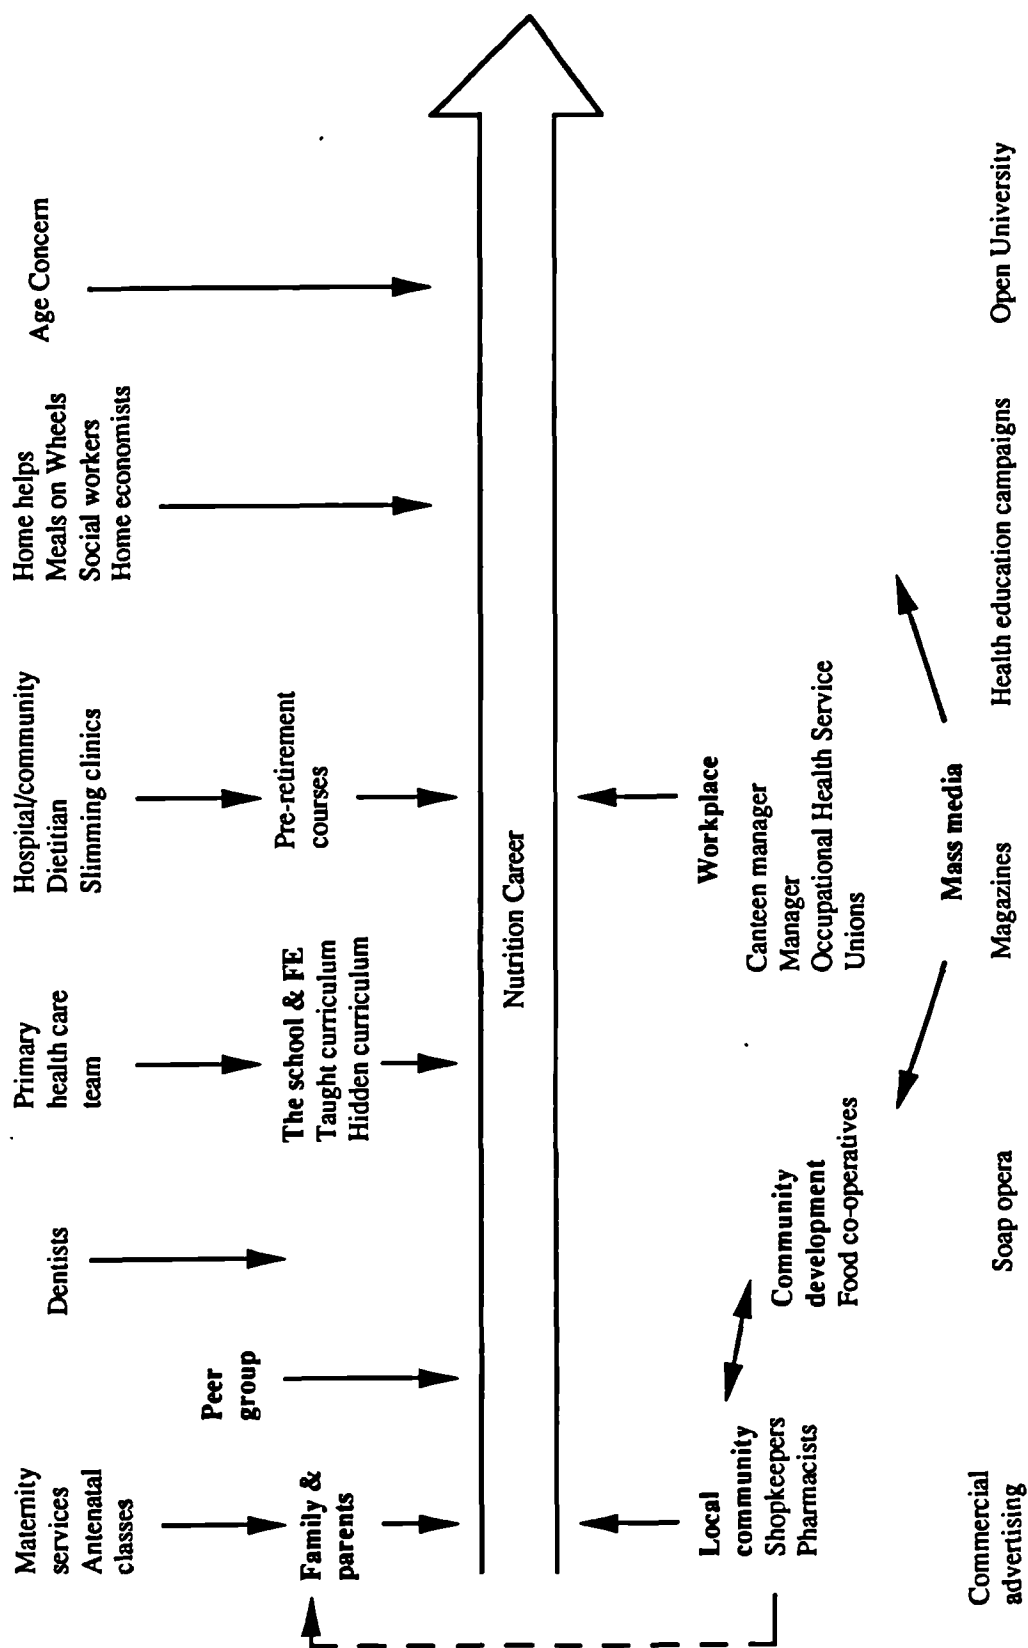 Maternity
services
Antenatal
classes
Dentists
Primary
health care
team
Hospital/community
Dietitian
Slimming clinics
Home helps
Meals on Wheels
Social workers
Home economists
Age Concern
Peer
group
Family &
parents
The school & FE
Taught curriculum
Hidden curriculum
Pre-retirement
courses
Nutrition Career
Local
community
Shopkeepers
Pharmacists
Community
development
Food co-operatives
Workplace
Canteen manager
Manager
Occupational Health Service
Unions
Mass media
Commercial
advertising
Soap opera
Magazines
Health education campaigns
Open University